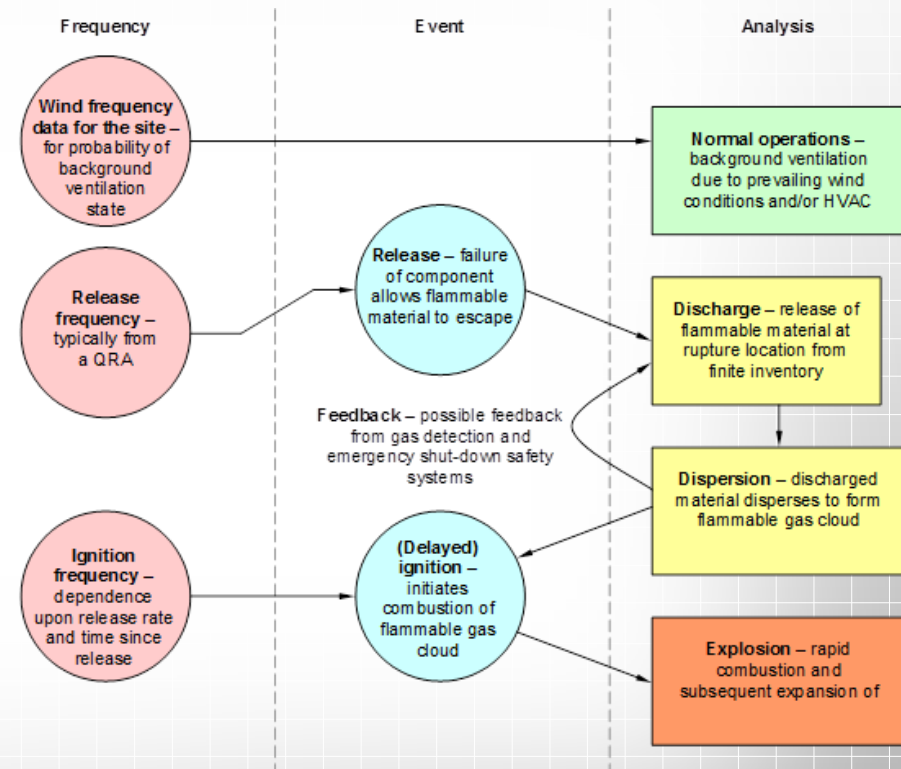 Frequency
Event
Analysis
Wind frequency
data for the site –
for probability of
background
ventilation
state
Normal operations –
background ventilation
due to prevailing wind
conditions and/or HVAC
Release – failure
of component
allows flammable
material to escape
Release
frequency –
typically from
a QRA
Discharge – release of
flammable material at
rupture location from
finite inventory
Feedback – possible feedback
from gas detection and
emergency shut-down safety
systems
Dispersion – discharged
material disperses to form
flammable gas cloud
Ignition
frequency –
dependence
upon release rate
and time since
release
(Delayed)
ignition –
initiates
combustion of
flammable gas
cloud
Explosion – rapid
combustion and
subsequent expansion of